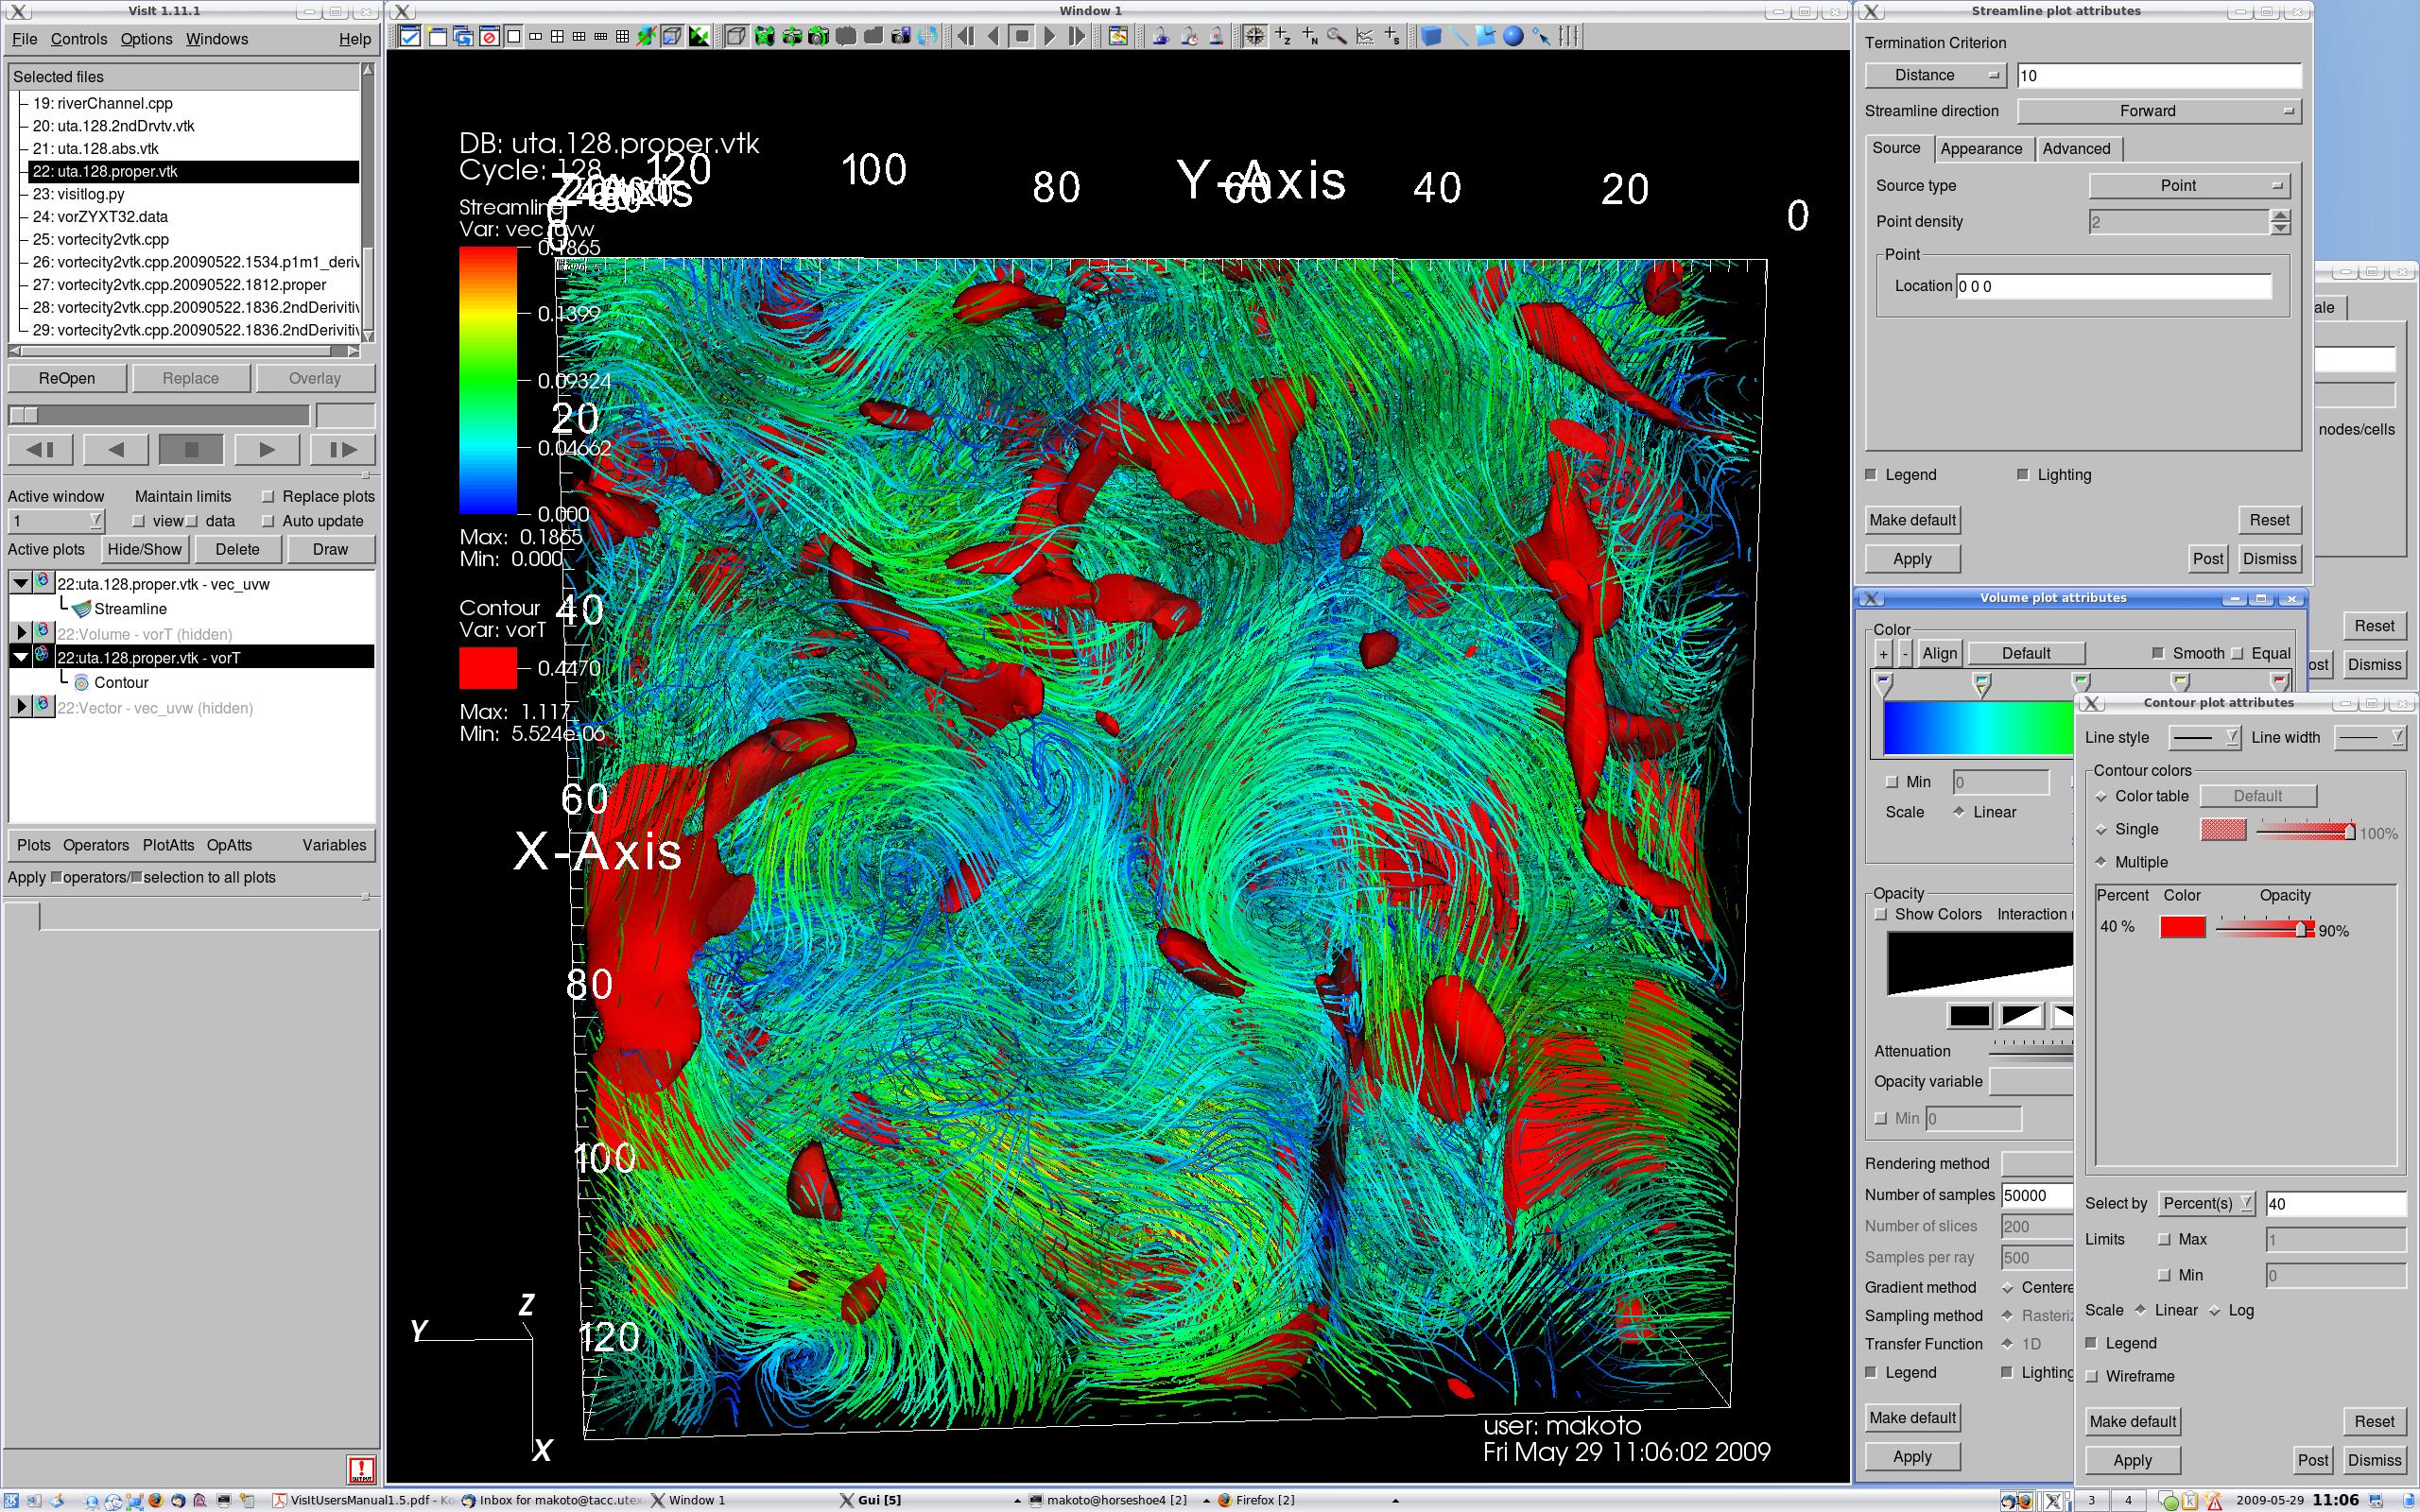 VisIt 1.11.1
File Controls Options Windows Help
Selected files
19: riverChannel.cpp
20: uta.128.2ndDrvtv.vtk
21: uta.128.abs.vtk
22: uta.128.proper.vtk
23: visitlog.py
24: vorZYXT32.data
25: vortecity2vtk.cpp
26: vortecity2vtk.cpp.20090522.1534.p1m1_deriv
27: vortecity2vtk.cpp.20090522.1812.proper
28: vortecity2vtk.cpp.20090522.1836.2ndDerivitiv
29: vortecity2vtk.cpp.20090522.1836.2ndDerivitiv
ReOpen Replace Overlay
Active window Maintain limits Replace plots
1 view data Auto update
Active plots Hide/Show Delete Draw
22:uta.128.proper.vtk - vec_uvw
Streamline
22:Volume - vorT (hidden)
22:uta.128.proper.vtk - vorT
Contour
22:Vector - vec_uvw (hidden)
Plots Operators PlotAtts OpAtts Variables
Apply operators/ selection to all plots
Window 1
DB: uta.128.proper.vtk
Cycle: 128
Streamline
Var: vec_uvw
0.1865
0.1399
0.09324
0.04662
0.000
Max: 0.1865
Min: 0.000
Contour
Var: vorT
0.4470
Max: 1.117
Min: 5.524e-06
120 100 80 60 40 20 0
Y-Axis
Z-Axis
0
0
20
40
60
X-Axis
80
100
120
Z
Y
X
user: makoto
Fri May 29 11:06:02 2009
Streamline plot attributes
Termination Criterion
Distance 10
Streamline direction Forward
Source Appearance Advanced
Source type Point
Point density 2
Point
Location 0 0 0
Legend Lighting
Make default Reset
Apply Post Dismiss
ale
nodes/cells
Reset
ost Dismiss
Volume plot attributes
Color
+ - Align Default Smooth Equal
Min 0
Scale Linear
Opacity
Show Colors Interaction
Attenuation
Opacity variable
Min 0
Rendering method
Number of samples 50000
Number of slices 200
Samples per ray 500
Gradient method Centere
Sampling method Rasteriz
Transfer Function 1D
Legend Lighting
Make default
Apply
Contour plot attributes
Line style Line width
Contour colors
Color table Default
Single 100%
Multiple
Percent Color Opacity
40 % 90%
Select by Percent(s) 40
Limits Max 1
Min 0
Scale Linear Log
Legend
Wireframe
Make default Reset
Apply Post Dismiss
VisItUsersManual1.5.pdf - Inbox for makoto@tacc.utex Window 1 Gui [5] makoto@horseshoe4 [2] Firefox [2] 3 4 2009-05-29 11:06